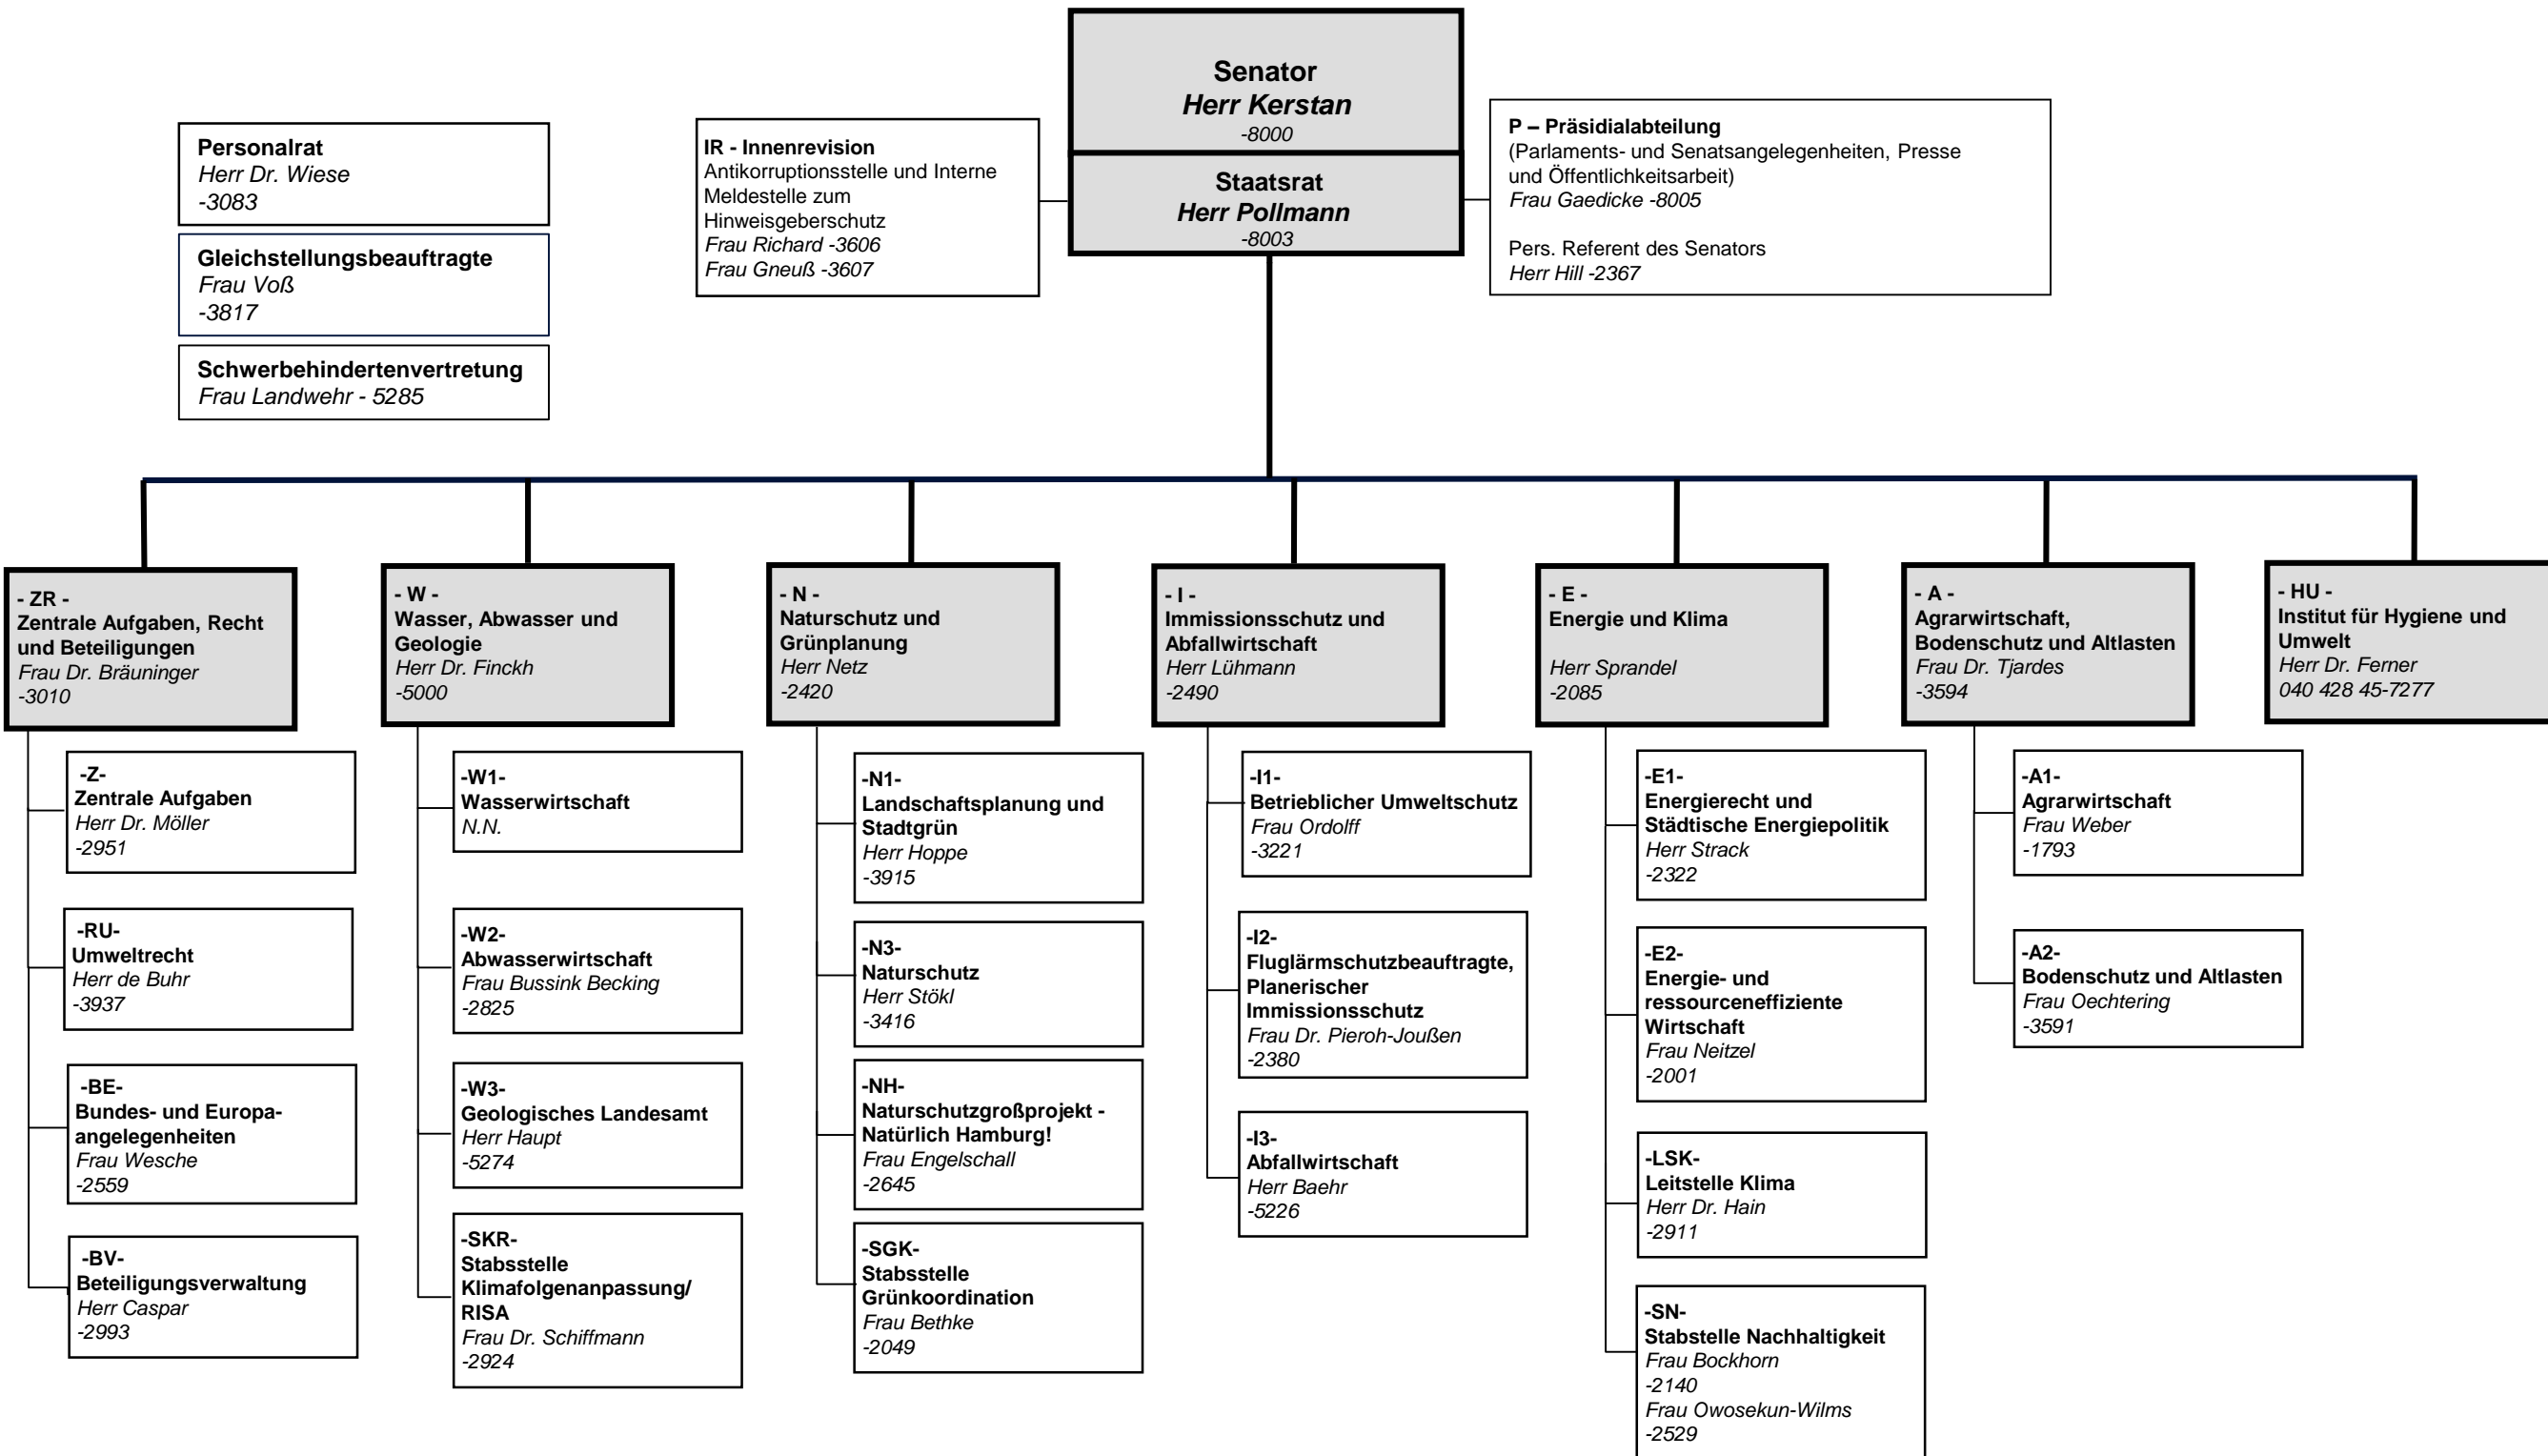 Senator
Herr Kerstan
-8000
Staatsrat
Herr Pollmann
-8003
Personalrat
Herr Dr. Wiese
-3083
Gleichstellungsbeauftragte
Frau Voß
-3817
Schwerbehindertenvertretung
Frau Landwehr - 5285
IR - Innenrevision
Antikorruptionsstelle und Interne
Meldestelle zum
Hinweisgeberschutz
Frau Richard -3606
Frau Gneuß -3607
P – Präsidialabteilung
(Parlaments- und Senatsangelegenheiten, Presse
und Öffentlichkeitsarbeit)
Frau Gaedicke -8005
Pers. Referent des Senators
Herr Hill -2367
- ZR -
Zentrale Aufgaben, Recht
und Beteiligungen
Frau Dr. Bräuninger
-3010
-Z-
Zentrale Aufgaben
Herr Dr. Möller
-2951
-RU-
Umweltrecht
Herr de Buhr
-3937
-BE-
Bundes- und Europa-
angelegenheiten
Frau Wesche
-2559
-BV-
Beteiligungsverwaltung
Herr Caspar
-2993
- W -
Wasser, Abwasser und
Geologie
Herr Dr. Finckh
-5000
-W1-
Wasserwirtschaft
N.N.
-W2-
Abwasserwirtschaft
Frau Bussink Becking
-2825
-W3-
Geologisches Landesamt
Herr Haupt
-5274
-SKR-
Stabsstelle
Klimafolgenanpassung/
RISA
Frau Dr. Schiffmann
-2924
- N -
Naturschutz und
Grünplanung
Herr Netz
-2420
-N1-
Landschaftsplanung und
Stadtgrün
Herr Hoppe
-3915
-N3-
Naturschutz
Herr Stökl
-3416
-NH-
Naturschutzgroßprojekt -
Natürlich Hamburg!
Frau Engelschall
-2645
-SGK-
Stabsstelle
Grünkoordination
Frau Bethke
-2049
- I -
Immissionsschutz und
Abfallwirtschaft
Herr Lühmann
-2490
-I1-
Betrieblicher Umweltschutz
Frau Ordolff
-3221
-I2-
Fluglärmschutzbeauftragte,
Planerischer
Immissionsschutz
Frau Dr. Pieroh-Joußen
-2380
-I3-
Abfallwirtschaft
Herr Baehr
-5226
- E -
Energie und Klima
Herr Sprandel
-2085
-E1-
Energierecht und
Städtische Energiepolitik
Herr Strack
-2322
-E2-
Energie- und
ressourceneffiziente
Wirtschaft
Frau Neitzel
-2001
-LSK-
Leitstelle Klima
Herr Dr. Hain
-2911
-SN-
Stabstelle Nachhaltigkeit
Frau Bockhorn
-2140
Frau Owosekun-Wilms
-2529
- A -
Agrarwirtschaft,
Bodenschutz und Altlasten
Frau Dr. Tjardes
-3594
-A1-
Agrarwirtschaft
Frau Weber
-1793
-A2-
Bodenschutz und Altlasten
Frau Oechtering
-3591
- HU -
Institut für Hygiene und
Umwelt
Herr Dr. Ferner
040 428 45-7277